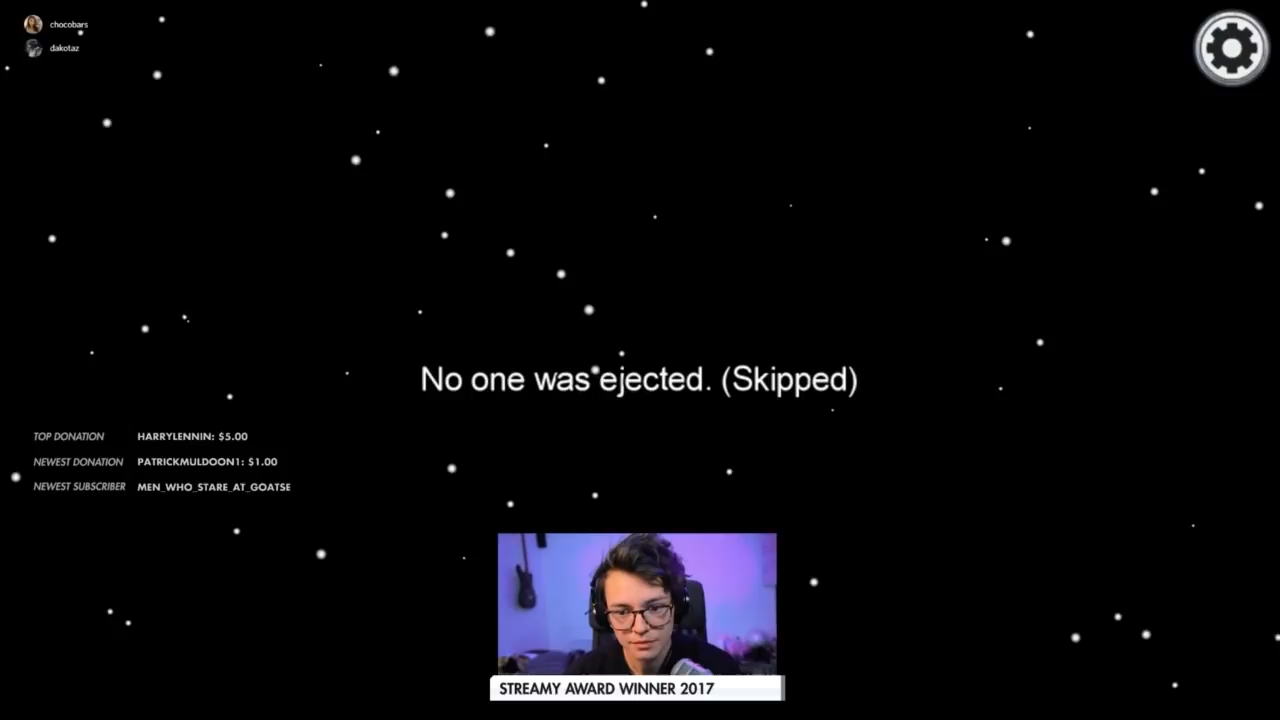 chocobars
dakotaz
No one was ejected. (Skipped)
TOP DONATION HARRYLENNIN: $5.00
NEWEST DONATION PATRICKMULDOON1: $1.00
NEWEST SUBSCRIBER MEN_WHO_STARE_AT_GOATSE
STREAMY AWARD WINNER 2017